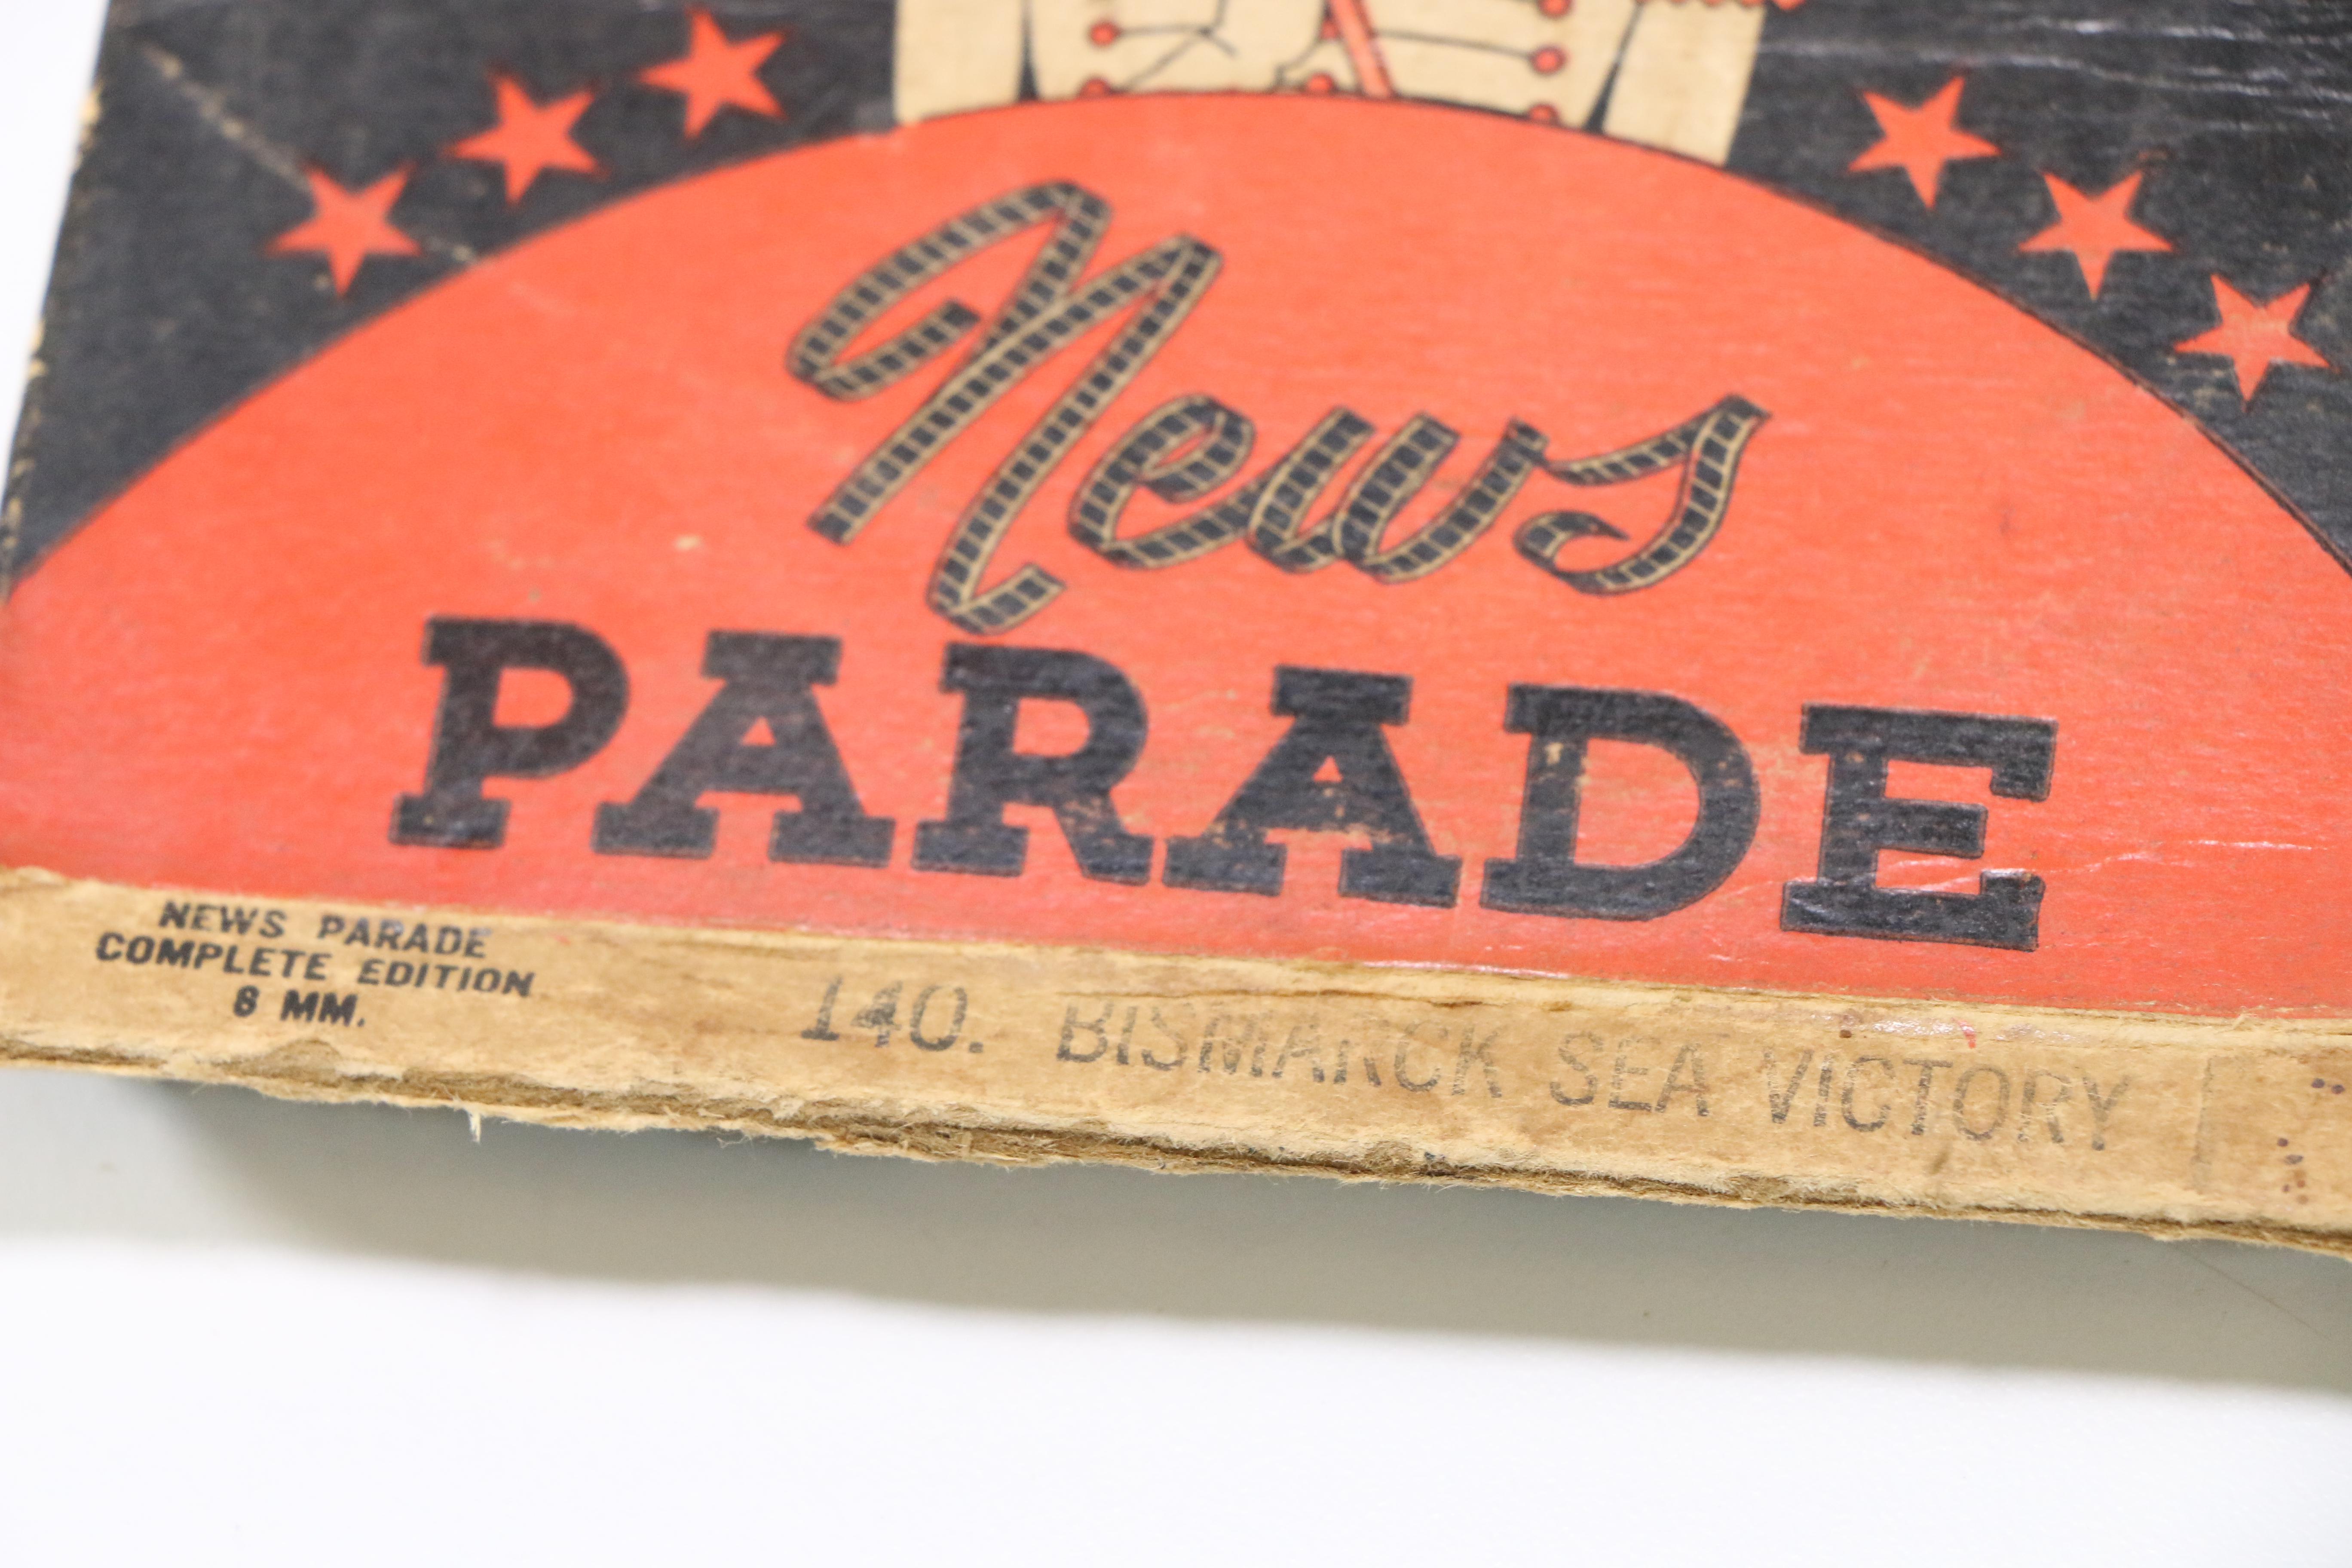 News
PARADE
NEWS PARADE
COMPLETE EDITION
8 MM.
140. BISMARCK SEA VICTORY